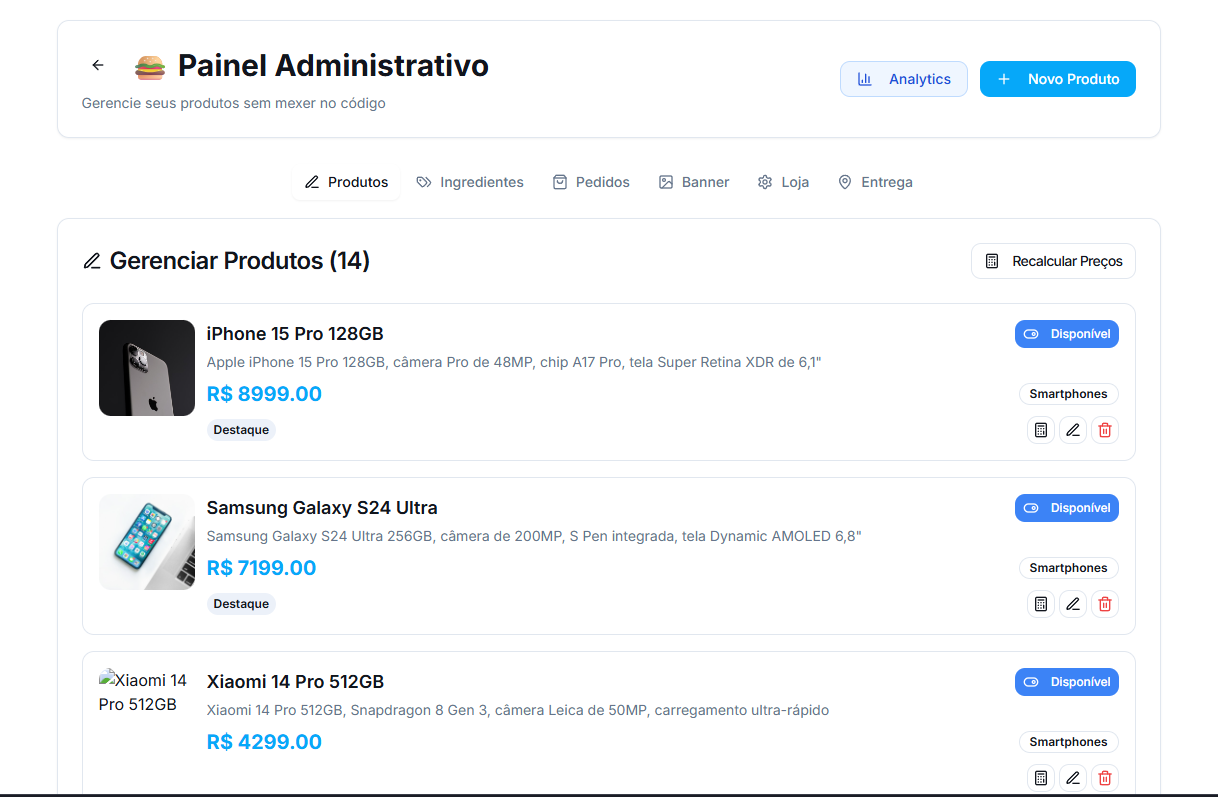 Painel Administrativo
Gerencie seus produtos sem mexer no código
Analytics
Novo Produto
Produtos
Ingredientes
Pedidos
Banner
Loja
Entrega
Gerenciar Produtos (14)
Recalcular Preços
iPhone 15 Pro 128GB
Disponível
Apple iPhone 15 Pro 128GB, câmera Pro de 48MP, chip A17 Pro, tela Super Retina XDR de 6,1"
R$ 8999.00
Smartphones
Destaque
Samsung Galaxy S24 Ultra
Disponível
Samsung Galaxy S24 Ultra 256GB, câmera de 200MP, S Pen integrada, tela Dynamic AMOLED 6,8"
R$ 7199.00
Smartphones
Destaque
Xiaomi 14
Pro 512GB
Xiaomi 14 Pro 512GB
Disponível
Xiaomi 14 Pro 512GB, Snapdragon 8 Gen 3, câmera Leica de 50MP, carregamento ultra-rápido
R$ 4299.00
Smartphones